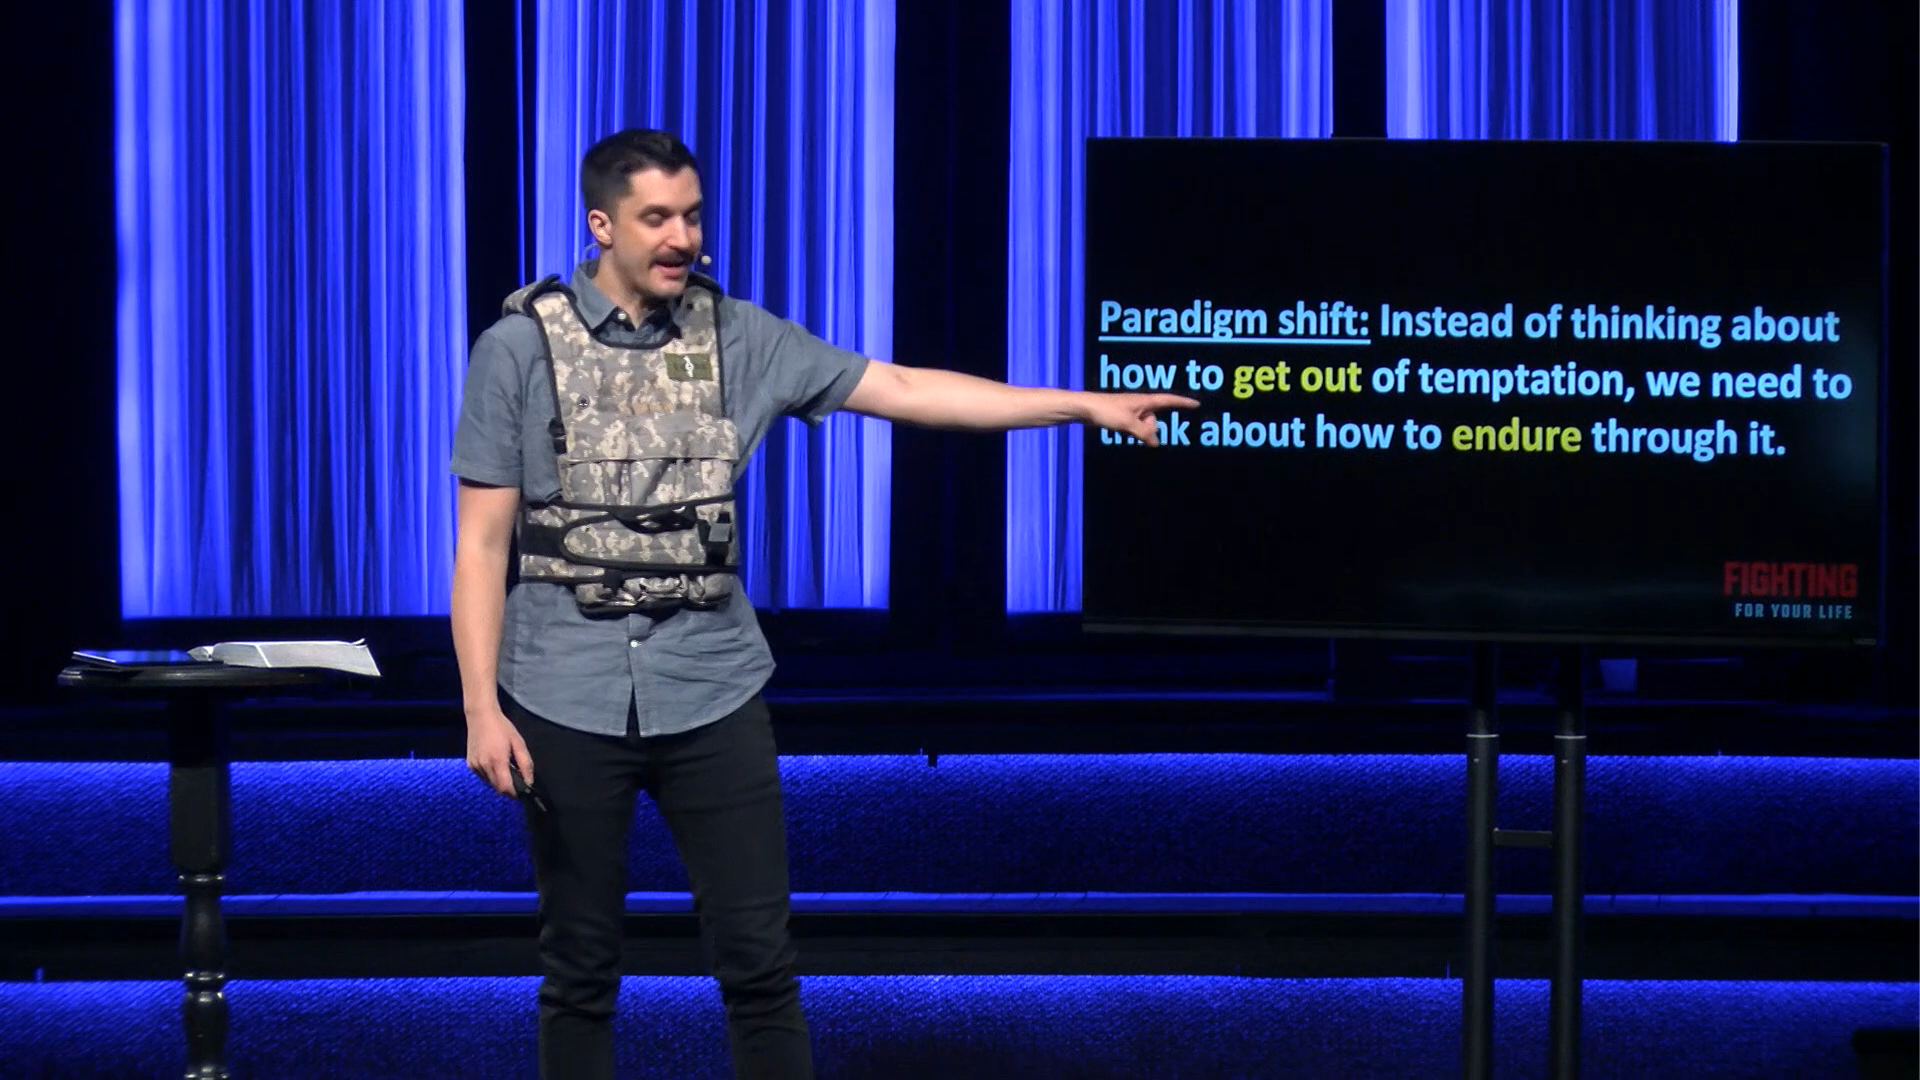 Paradigm shift: Instead of thinking about
how to get out of temptation, we need to
think about how to endure through it.
FIGHTING
FOR YOUR LIFE